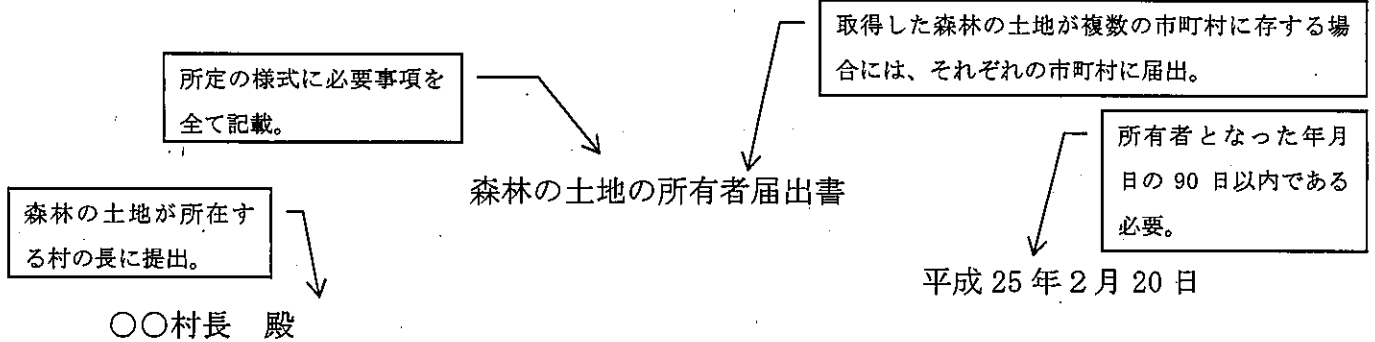 取得した森林の土地が複数の市町村に存する場
合には、それぞれの市町村に届出。
所定の様式に必要事項を
全て記載。
所有者となった年月
日の 90 日以内である
必要。
森林の土地の所有者届出書
森林の土地が所在す
る村の長に提出。
平成 25 年 2 月 20 日
〇〇村長 殿